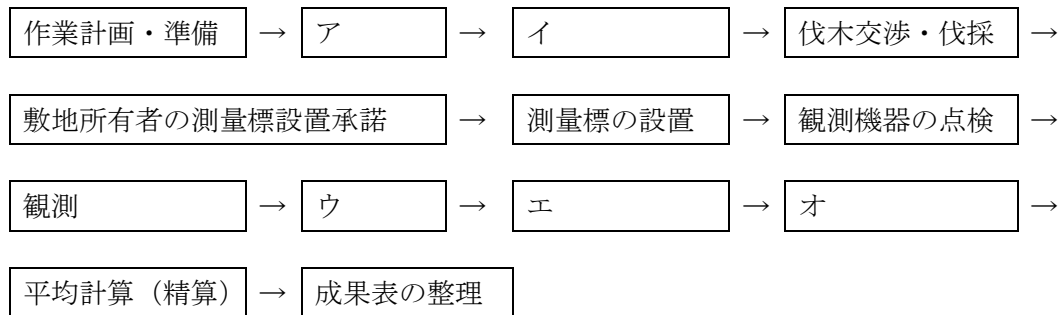 作業計画・準備 → ア → イ → 伐木交渉・伐採 →
敷地所有者の測量標設置承諾 → 測量標の設置 → 観測機器の点検 →
観測 → ウ → エ → オ →
平均計算（精算） → 成果表の整理